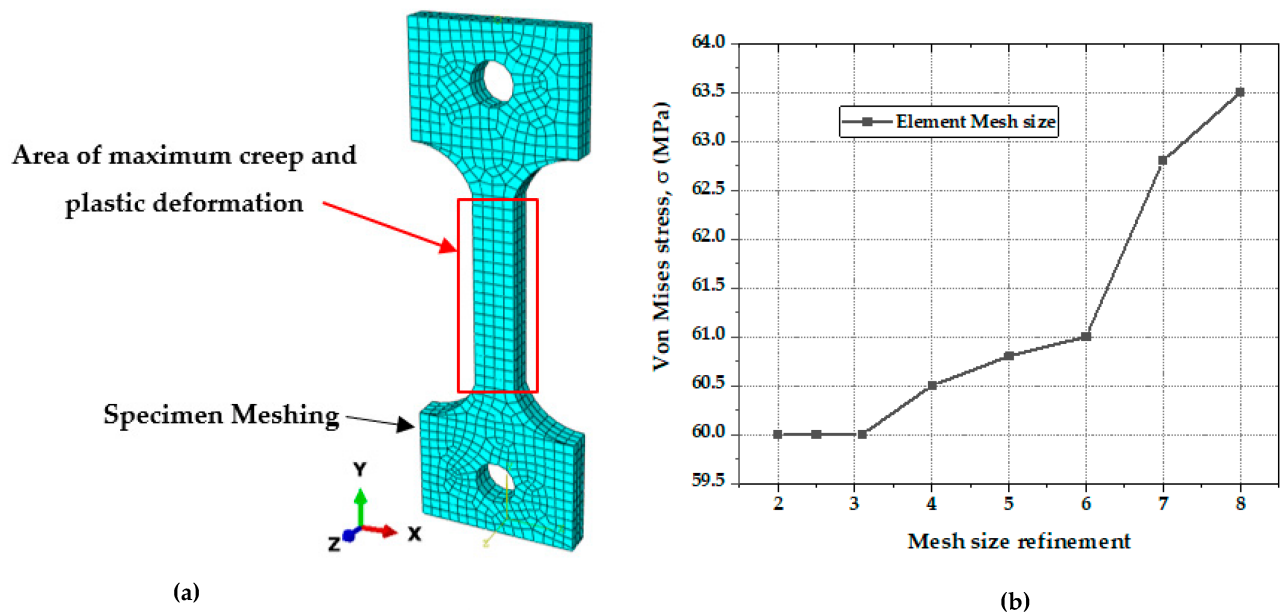 Area of maximum creep and
plastic deformation
Specimen Meshing
Y
X
Z
(a)
Von Mises stress, σ (MPa)
64.0
63.5
63.0
62.5
62.0
61.5
61.0
60.5
60.0
59.5
Element Mesh size
2 3 4 5 6 7 8
Mesh size refinement
(b)